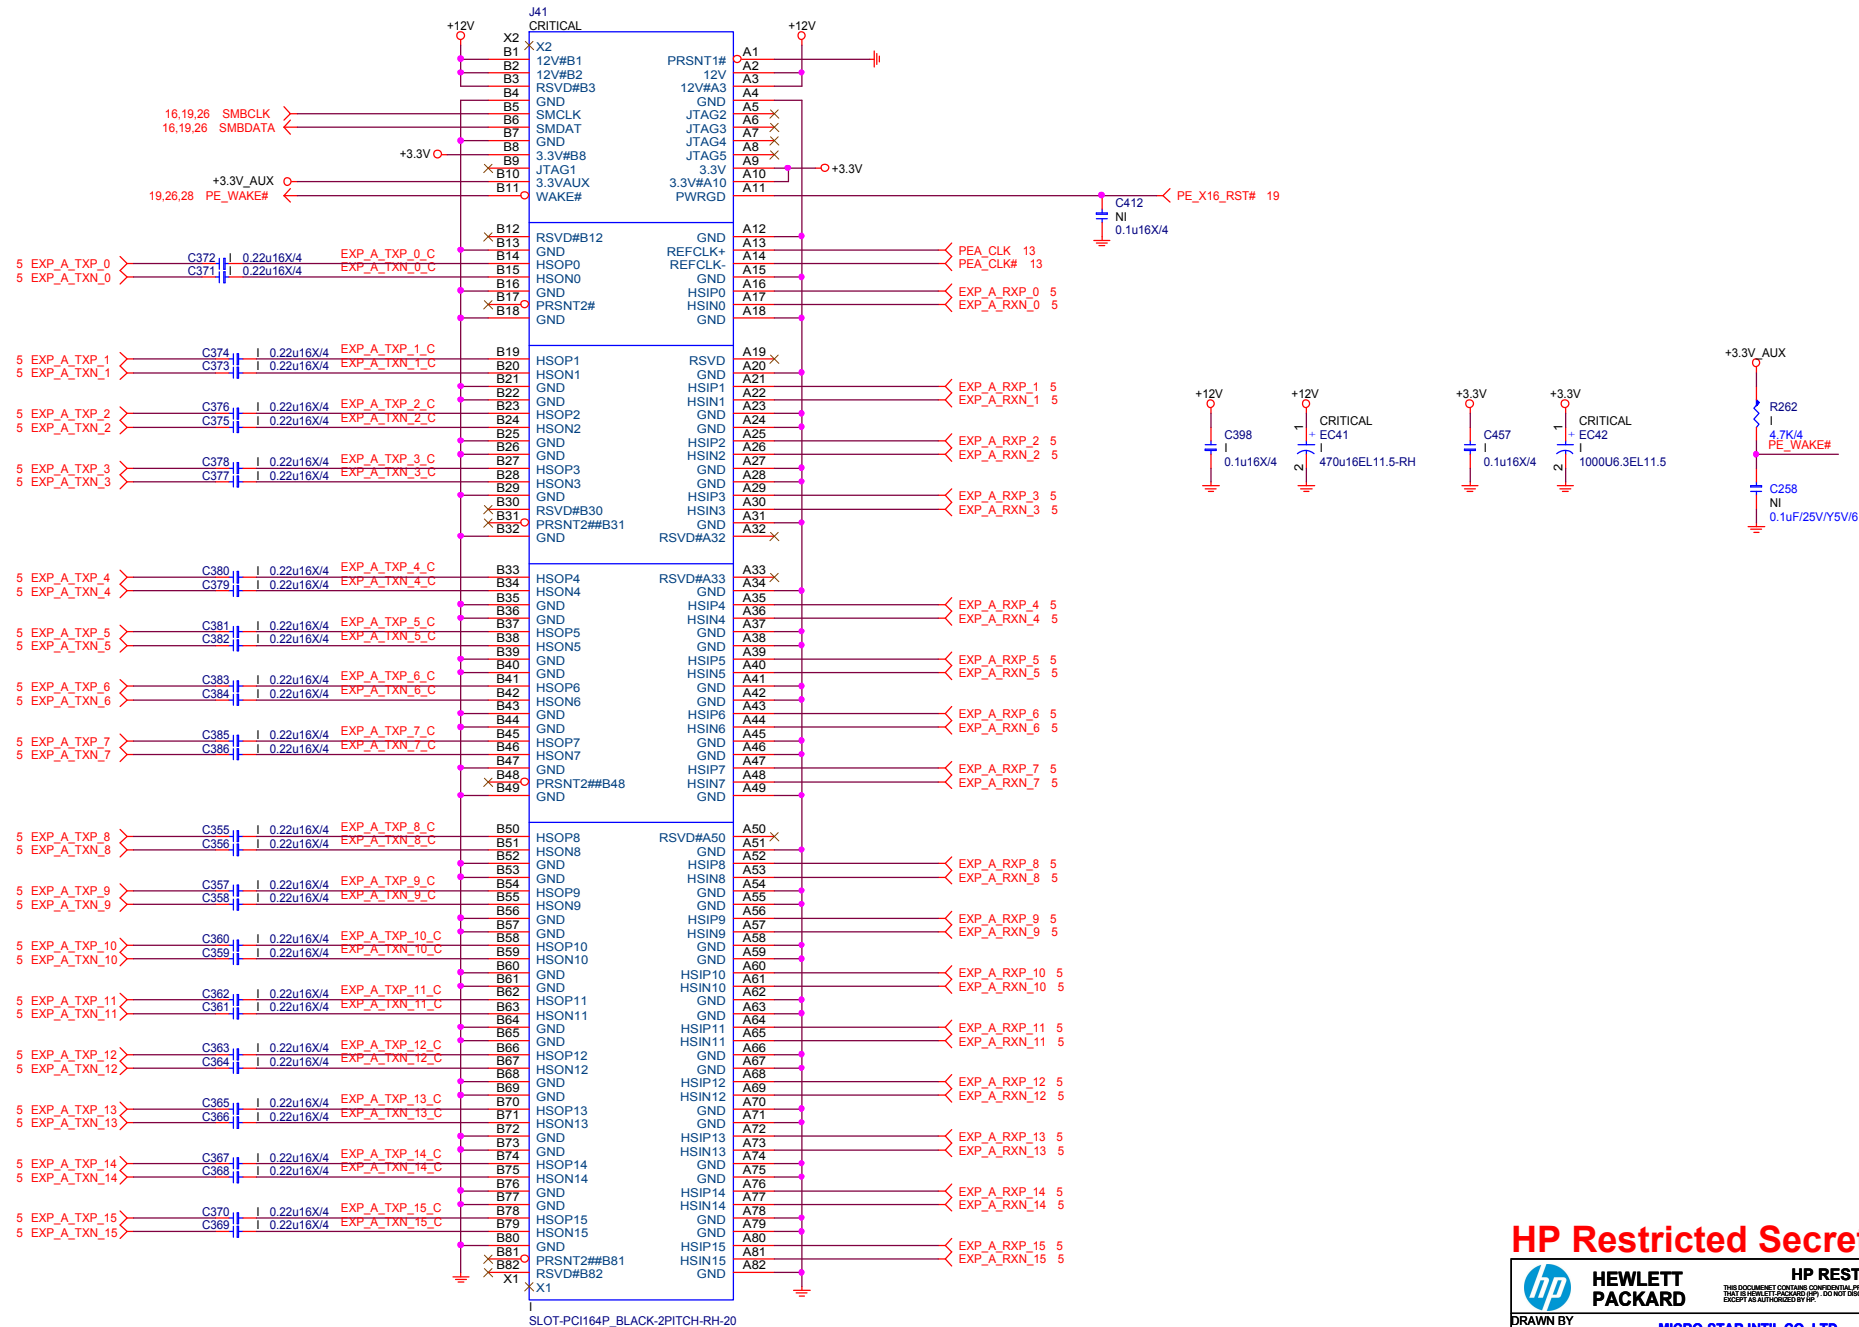 J41
CRITICAL
+12V
+12V
X2 X2
B1 12V#B1 PRSNT1# A1
B2 12V#B2 12V A2
B3 RSVD#B3 12V#A3 A3
B4 GND GND A4
16,19,26 SMBCLK B5 SMCLK JTAG2 A5
16,19,26 SMBDATA B6 SMDAT JTAG3 A6
B7 GND JTAG4 A7
+3.3V B8 3.3V#B8 JTAG5 A8
B9 JTAG1 3.3V A9 +3.3V
+3.3V_AUX B10 3.3VAUX 3.3V#A10 A10
19,26,28 PE_WAKE# B11 WAKE# PWRGD A11 PE_X16_RST# 19
C412
NI
0.1u16X/4
B12 RSVD#B12 GND A12
B13 GND REFCLK+ A13 PEA_CLK 13
5 EXP_A_TXP_0 C372 I 0.22u16X/4 EXP_A_TXP_0_C B14 HSOP0 REFCLK- A14 PEA_CLK# 13
5 EXP_A_TXN_0 C371 I 0.22u16X/4 EXP_A_TXN_0_C B15 HSON0 GND A15
B16 GND HSIP0 A16 EXP_A_RXP_0 5
B17 PRSNT2# HSIN0 A17 EXP_A_RXN_0 5
B18 GND GND A18
5 EXP_A_TXP_1 C374 I 0.22u16X/4 EXP_A_TXP_1_C B19 HSOP1 RSVD A19
5 EXP_A_TXN_1 C373 I 0.22u16X/4 EXP_A_TXN_1_C B20 HSON1 GND A20
B21 GND HSIP1 A21 EXP_A_RXP_1 5
B22 GND HSIN1 A22 EXP_A_RXN_1 5
5 EXP_A_TXP_2 C376 I 0.22u16X/4 EXP_A_TXP_2_C B23 HSOP2 GND A23
5 EXP_A_TXN_2 C375 I 0.22u16X/4 EXP_A_TXN_2_C B24 HSON2 GND A24
B25 GND HSIP2 A25 EXP_A_RXP_2 5
B26 GND HSIN2 A26 EXP_A_RXN_2 5
5 EXP_A_TXP_3 C378 I 0.22u16X/4 EXP_A_TXP_3_C B27 HSOP3 GND A27
5 EXP_A_TXN_3 C377 I 0.22u16X/4 EXP_A_TXN_3_C B28 HSON3 GND A28
B29 GND HSIP3 A29 EXP_A_RXP_3 5
B30 RSVD#B30 HSIN3 A30 EXP_A_RXN_3 5
B31 PRSNT2##B31 GND A31
B32 GND RSVD#A32 A32
5 EXP_A_TXP_4 C380 I 0.22u16X/4 EXP_A_TXP_4_C B33 HSOP4 RSVD#A33 A33
5 EXP_A_TXN_4 C379 I 0.22u16X/4 EXP_A_TXN_4_C B34 HSON4 GND A34
B35 GND HSIP4 A35 EXP_A_RXP_4 5
B36 GND HSIN4 A36 EXP_A_RXN_4 5
5 EXP_A_TXP_5 C381 I 0.22u16X/4 EXP_A_TXP_5_C B37 HSOP5 GND A37
5 EXP_A_TXN_5 C382 I 0.22u16X/4 EXP_A_TXN_5_C B38 HSON5 GND A38
B39 GND HSIP5 A39 EXP_A_RXP_5 5
B40 GND HSIN5 A40 EXP_A_RXN_5 5
5 EXP_A_TXP_6 C383 I 0.22u16X/4 EXP_A_TXP_6_C B41 HSOP6 GND A41
5 EXP_A_TXN_6 C384 I 0.22u16X/4 EXP_A_TXN_6_C B42 HSON6 GND A42
B43 GND HSIP6 A43 EXP_A_RXP_6 5
B44 GND HSIN6 A44 EXP_A_RXN_6 5
5 EXP_A_TXP_7 C385 I 0.22u16X/4 EXP_A_TXP_7_C B45 HSOP7 GND A45
5 EXP_A_TXN_7 C386 I 0.22u16X/4 EXP_A_TXN_7_C B46 HSON7 GND A46
B47 GND HSIP7 A47 EXP_A_RXP_7 5
B48 PRSNT2##B48 HSIN7 A48 EXP_A_RXN_7 5
B49 GND GND A49
5 EXP_A_TXP_8 C355 I 0.22u16X/4 EXP_A_TXP_8_C B50 HSOP8 RSVD#A50 A50
5 EXP_A_TXN_8 C356 I 0.22u16X/4 EXP_A_TXN_8_C B51 HSON8 GND A51
B52 GND HSIP8 A52 EXP_A_RXP_8 5
B53 GND HSIN8 A53 EXP_A_RXN_8 5
5 EXP_A_TXP_9 C357 I 0.22u16X/4 EXP_A_TXP_9_C B54 HSOP9 GND A54
5 EXP_A_TXN_9 C358 I 0.22u16X/4 EXP_A_TXN_9_C B55 HSON9 GND A55
B56 GND HSIP9 A56 EXP_A_RXP_9 5
B57 GND HSIN9 A57 EXP_A_RXN_9 5
5 EXP_A_TXP_10 C360 I 0.22u16X/4 EXP_A_TXP_10_C B58 HSOP10 GND A58
5 EXP_A_TXN_10 C359 I 0.22u16X/4 EXP_A_TXN_10_C B59 HSON10 GND A59
B60 GND HSIP10 A60 EXP_A_RXP_10 5
B61 GND HSIN10 A61 EXP_A_RXN_10 5
5 EXP_A_TXP_11 C362 I 0.22u16X/4 EXP_A_TXP_11_C B62 HSOP11 GND A62
5 EXP_A_TXN_11 C361 I 0.22u16X/4 EXP_A_TXN_11_C B63 HSON11 GND A63
B64 GND HSIP11 A64 EXP_A_RXP_11 5
B65 GND HSIN11 A65 EXP_A_RXN_11 5
5 EXP_A_TXP_12 C363 I 0.22u16X/4 EXP_A_TXP_12_C B66 HSOP12 GND A66
5 EXP_A_TXN_12 C364 I 0.22u16X/4 EXP_A_TXN_12_C B67 HSON12 GND A67
B68 GND HSIP12 A68 EXP_A_RXP_12 5
B69 GND HSIN12 A69 EXP_A_RXN_12 5
5 EXP_A_TXP_13 C365 I 0.22u16X/4 EXP_A_TXP_13_C B70 HSOP13 GND A70
5 EXP_A_TXN_13 C366 I 0.22u16X/4 EXP_A_TXN_13_C B71 HSON13 GND A71
B72 GND HSIP13 A72 EXP_A_RXP_13 5
B73 GND HSIN13 A73 EXP_A_RXN_13 5
5 EXP_A_TXP_14 C367 I 0.22u16X/4 EXP_A_TXP_14_C B74 HSOP14 GND A74
5 EXP_A_TXN_14 C368 I 0.22u16X/4 EXP_A_TXN_14_C B75 HSON14 GND A75
B76 GND HSIP14 A76 EXP_A_RXP_14 5
B77 GND HSIN14 A77 EXP_A_RXN_14 5
5 EXP_A_TXP_15 C370 I 0.22u16X/4 EXP_A_TXP_15_C B78 HSOP15 GND A78
5 EXP_A_TXN_15 C369 I 0.22u16X/4 EXP_A_TXN_15_C B79 HSON15 GND A79
B80 GND HSIP15 A80 EXP_A_RXP_15 5
B81 PRSNT2##B81 HSIN15 A81 EXP_A_RXN_15 5
B82 RSVD#B82 GND A82
X1 X1
I
SLOT-PCI164P_BLACK-2PITCH-RH-20
+12V
C398
I
0.1u16X/4
+12V
CRITICAL
1 + EC41
I
2 470u16EL11.5-RH
+3.3V
C457
I
0.1u16X/4
+3.3V
CRITICAL
1 + EC42
I
2 1000U6.3EL11.5
+3.3V_AUX
R262
I
4.7K/4
PE_WAKE#
C258
NI
0.1uF/25V/Y5V/6
HP Restricted Secre
hp
HEWLETT
PACKARD
HP REST
THIS DOCUMENET CONTAINS CONFIDENTIAL,P
THAT IS HEWLETT-PACKARD (HP) . DO NOT DIS
EXCEPT AS AUTHORIZED BY HP.
DRAWN BY
MICRO-STAR INT'L CO.,LTD